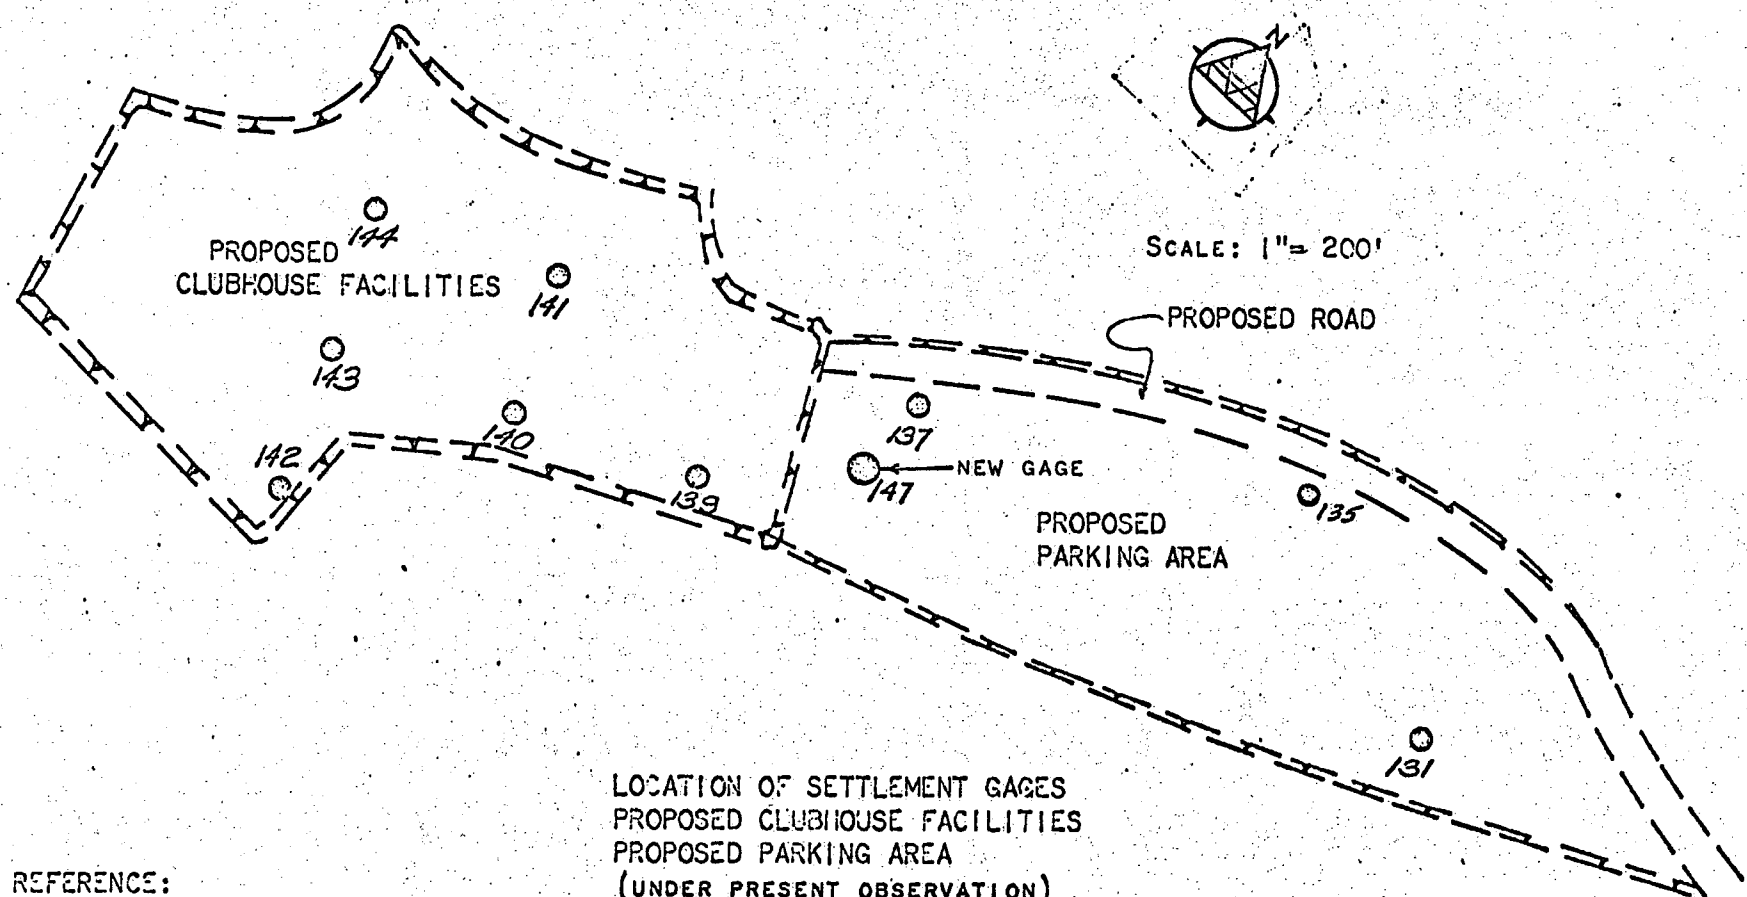 N
SCALE: 1"= 200'
PROPOSED
CLUBHOUSE FACILITIES
144
141
143
140
142
139
PROPOSED ROAD
137
NEW GAGE
147
135
PROPOSED
PARKING AREA
131
LOCATION OF SETTLEMENT GAGES
PROPOSED CLUBHOUSE FACILITIES
PROPOSED PARKING AREA
(UNDER PRESENT OBSERVATION)
REFERENCE: